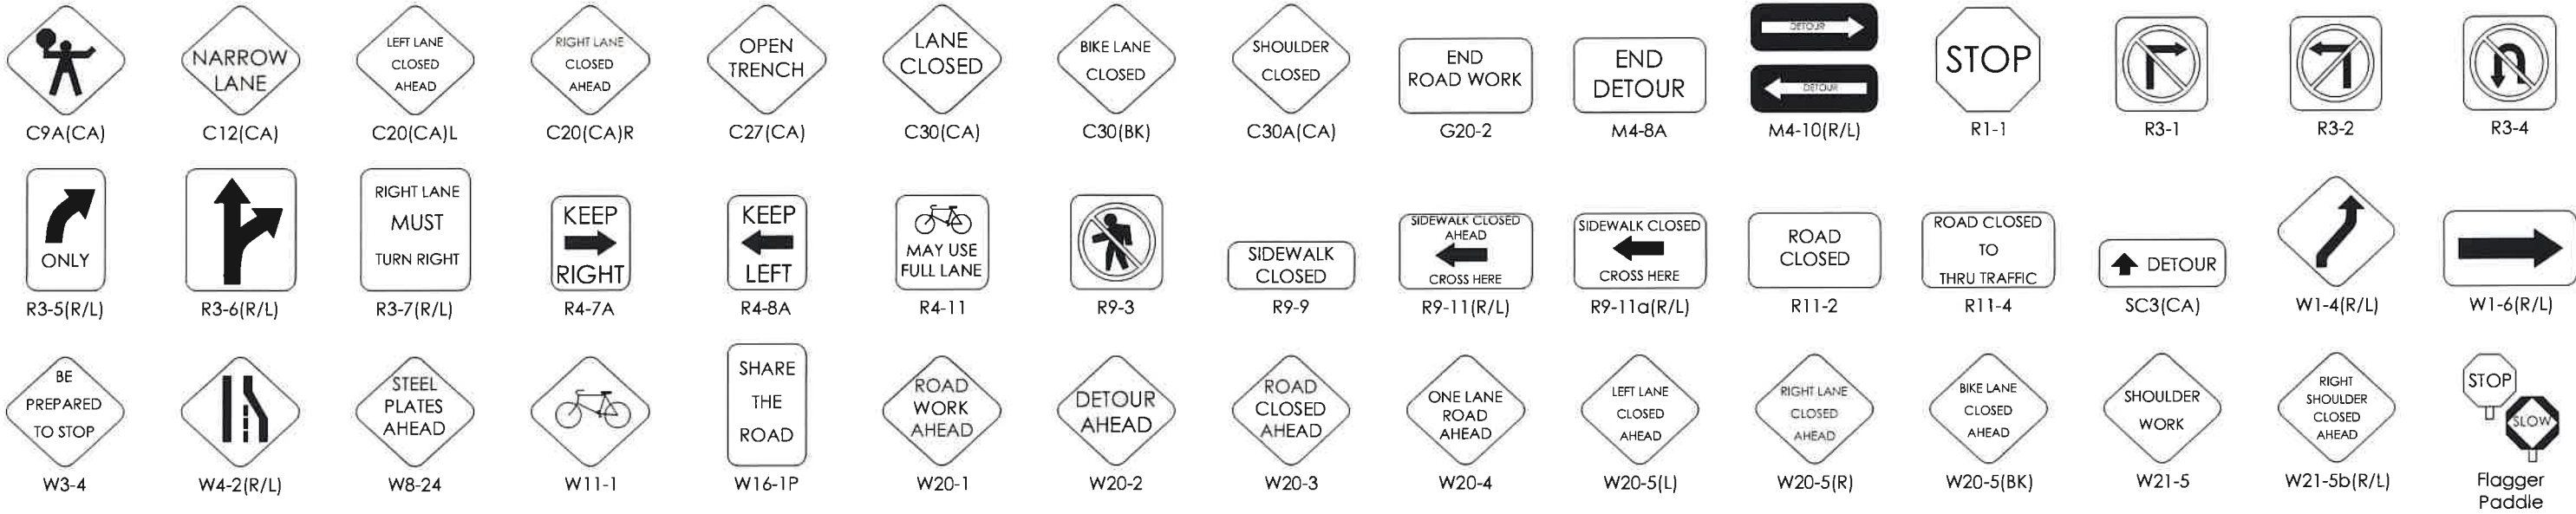 NARROW
LANE
LEFT LANE
CLOSED
AHEAD
RIGHT LANE
CLOSED
AHEAD
OPEN
TRENCH
LANE
CLOSED
BIKE LANE
CLOSED
SHOULDER
CLOSED
END
ROAD WORK
END
DETOUR
DETOUR
DETOUR
STOP
C9A(CA)
C12(CA)
C20(CA)L
C20(CA)R
C27(CA)
C30(CA)
C30(BK)
C30A(CA)
G20-2
M4-8A
M4-10(R/L)
R1-1
R3-1
R3-2
R3-4
ONLY
RIGHT LANE
MUST
TURN RIGHT
KEEP
RIGHT
KEEP
LEFT
MAY USE
FULL LANE
SIDEWALK
CLOSED
SIDEWALK CLOSED
AHEAD
CROSS HERE
SIDEWALK CLOSED
CROSS HERE
ROAD
CLOSED
ROAD CLOSED
TO
THRU TRAFFIC
DETOUR
R3-5(R/L)
R3-6(R/L)
R3-7(R/L)
R4-7A
R4-8A
R4-11
R9-3
R9-9
R9-11(R/L)
R9-11a(R/L)
R11-2
R11-4
SC3(CA)
W1-4(R/L)
W1-6(R/L)
BE
PREPARED
TO STOP
STEEL
PLATES
AHEAD
SHARE
THE
ROAD
ROAD
WORK
AHEAD
DETOUR
AHEAD
ROAD
CLOSED
AHEAD
ONE LANE
ROAD
AHEAD
LEFT LANE
CLOSED
AHEAD
RIGHT LANE
CLOSED
AHEAD
BIKE LANE
CLOSED
AHEAD
SHOULDER
WORK
RIGHT
SHOULDER
CLOSED
AHEAD
STOP
SLOW
W3-4
W4-2(R/L)
W8-24
W11-1
W16-1P
W20-1
W20-2
W20-3
W20-4
W20-5(L)
W20-5(R)
W20-5(BK)
W21-5
W21-5b(R/L)
Flagger
Paddle